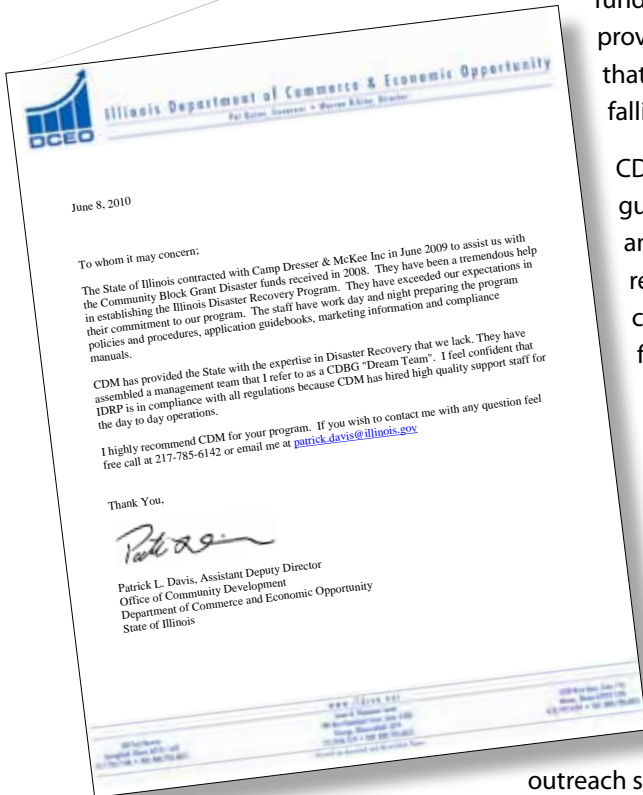 fund
prov
that
falli
CD
gu
ar
re
c
f
DCEO
Illinois Department of Commerce & Economic Opportunity
Pat Quinn, Governor • Warren Ribley, Director
June 8, 2010
To whom it may concern;
The State of Illinois contracted with Camp Dresser & McKee Inc in June 2009 to assist us with
the Community Block Grant Disaster funds received in 2008. They have been a tremendous help
in establishing the Illinois Disaster Recovery Program. They have exceeded our expectations in
their commitment to our program. The staff have work day and night preparing the program
policies and procedures, application guidebooks, marketing information and compliance
manuals.
CDM has provided the State with the expertise in Disaster Recovery that we lack. They have
assembled a management team that I refer to as a CDBG "Dream Team". I feel confident that
IDRP is in compliance with all regulations because CDM has hired high quality support staff for
the day to day operations.
I highly recommend CDM for your program. If you wish to contact me with any question feel
free call at 217-785-6142 or email me at patrick.davis@illinois.gov
Thank You,
Patrick L. Davis, Assistant Deputy Director
Office of Community Development
Department of Commerce and Economic Opportunity
State of Illinois
outreach s